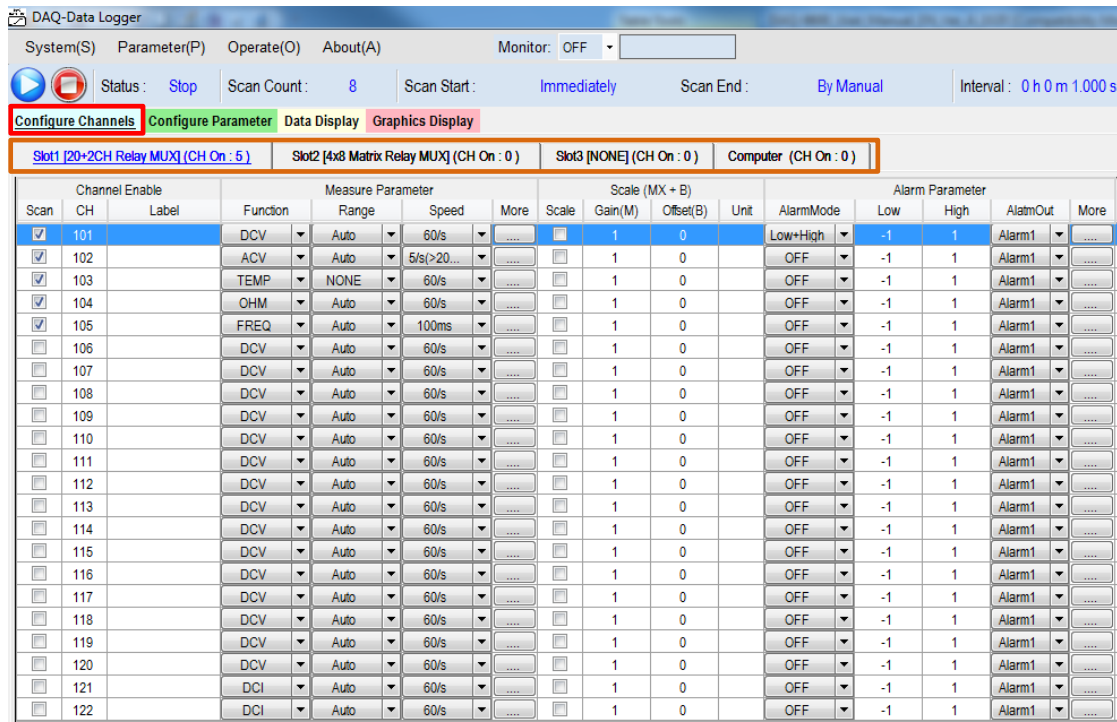 DAQ-Data Logger
System(S) Parameter(P) Operate(O) About(A) Monitor: OFF
Status : Stop Scan Count : 8 Scan Start : Immediately Scan End : By Manual Interval : 0 h 0 m 1.000 s
Configure Channels Configure Parameter Data Display Graphics Display
Slot1 [20+2CH Relay MUX] (CH On : 5 ) Slot2 [4x8 Matrix Relay MUX] (CH On : 0 ) Slot3 [NONE] (CH On : 0 ) Computer (CH On : 0 )
Channel Enable Measure Parameter Scale (MX + B) Alarm Parameter
Scan CH Label Function Range Speed More Scale Gain(M) Offset(B) Unit AlarmMode Low High AlatmOut More
101 DCV Auto 60/s .... 1 0 Low+High -1 1 Alarm1 ....
102 ACV Auto 5/s(>20... .... 1 0 OFF -1 1 Alarm1 ....
103 TEMP NONE 60/s .... 1 0 OFF -1 1 Alarm1 ....
104 OHM Auto 60/s .... 1 0 OFF -1 1 Alarm1 ....
105 FREQ Auto 100ms .... 1 0 OFF -1 1 Alarm1 ....
106 DCV Auto 60/s .... 1 0 OFF -1 1 Alarm1 ....
107 DCV Auto 60/s .... 1 0 OFF -1 1 Alarm1 ....
108 DCV Auto 60/s .... 1 0 OFF -1 1 Alarm1 ....
109 DCV Auto 60/s .... 1 0 OFF -1 1 Alarm1 ....
110 DCV Auto 60/s .... 1 0 OFF -1 1 Alarm1 ....
111 DCV Auto 60/s .... 1 0 OFF -1 1 Alarm1 ....
112 DCV Auto 60/s .... 1 0 OFF -1 1 Alarm1 ....
113 DCV Auto 60/s .... 1 0 OFF -1 1 Alarm1 ....
114 DCV Auto 60/s .... 1 0 OFF -1 1 Alarm1 ....
115 DCV Auto 60/s .... 1 0 OFF -1 1 Alarm1 ....
116 DCV Auto 60/s .... 1 0 OFF -1 1 Alarm1 ....
117 DCV Auto 60/s .... 1 0 OFF -1 1 Alarm1 ....
118 DCV Auto 60/s .... 1 0 OFF -1 1 Alarm1 ....
119 DCV Auto 60/s .... 1 0 OFF -1 1 Alarm1 ....
120 DCV Auto 60/s .... 1 0 OFF -1 1 Alarm1 ....
121 DCI Auto 60/s .... 1 0 OFF -1 1 Alarm1 ....
122 DCI Auto 60/s .... 1 0 OFF -1 1 Alarm1 ....